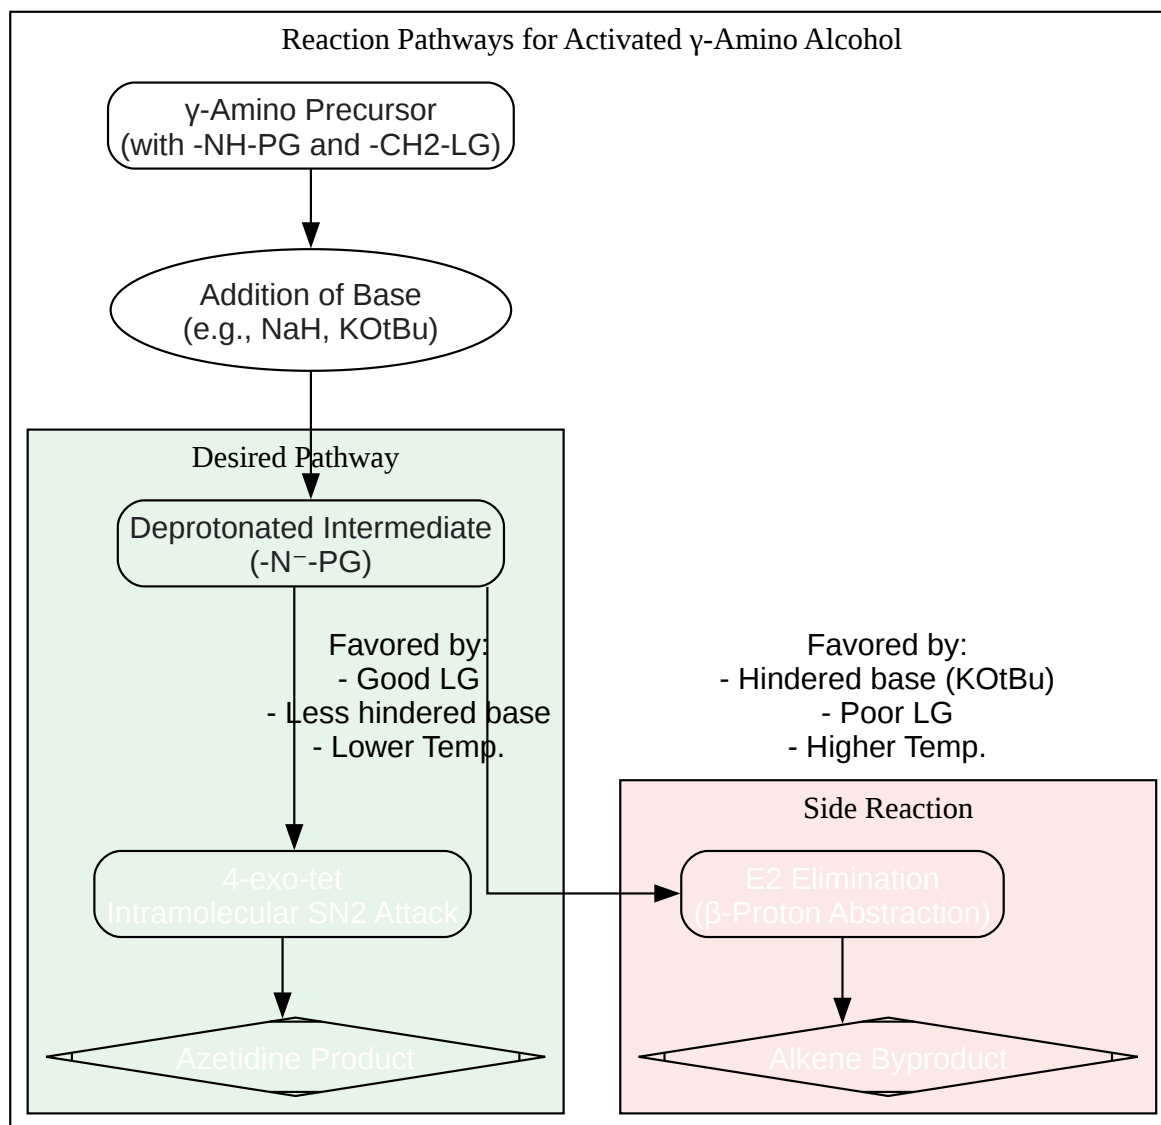 Reaction Pathways for Activated γ-Amino Alcohol
γ-Amino Precursor
(with -NH-PG and -CH2-LG)
Addition of Base
(e.g., NaH, KOtBu)
Desired Pathway
Deprotonated Intermediate
(-N⁻-PG)
Favored by:
- Good LG
- Less hindered base
- Lower Temp.
Favored by:
- Hindered base (KOtBu)
- Poor LG
- Higher Temp.
Side Reaction
4-exo-tet
Intramolecular SN2 Attack
E2 Elimination
(β-Proton Abstraction)
Azetidine Product
Alkene Byproduct